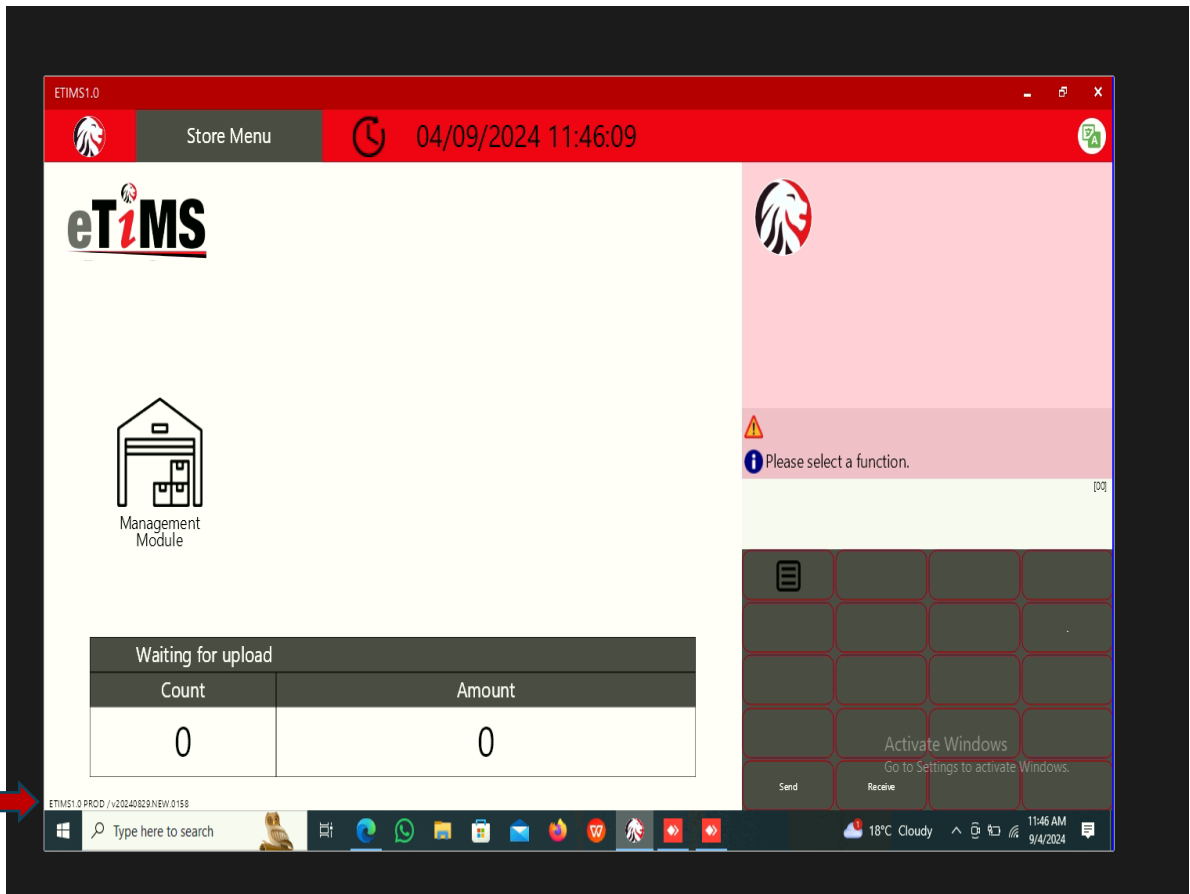 ETIMS1.0
Store Menu
04/09/2024 11:46:09
eTiMS
Management
Module
Please select a function.
[00]
Waiting for upload
Count
Amount
0
0
Activate Windows
Go to Settings to activate Windows.
Send
Receive
ETIMS1.0 PROD / v20240829.NEW.0158
Type here to search
18°C Cloudy
11:46 AM
9/4/2024